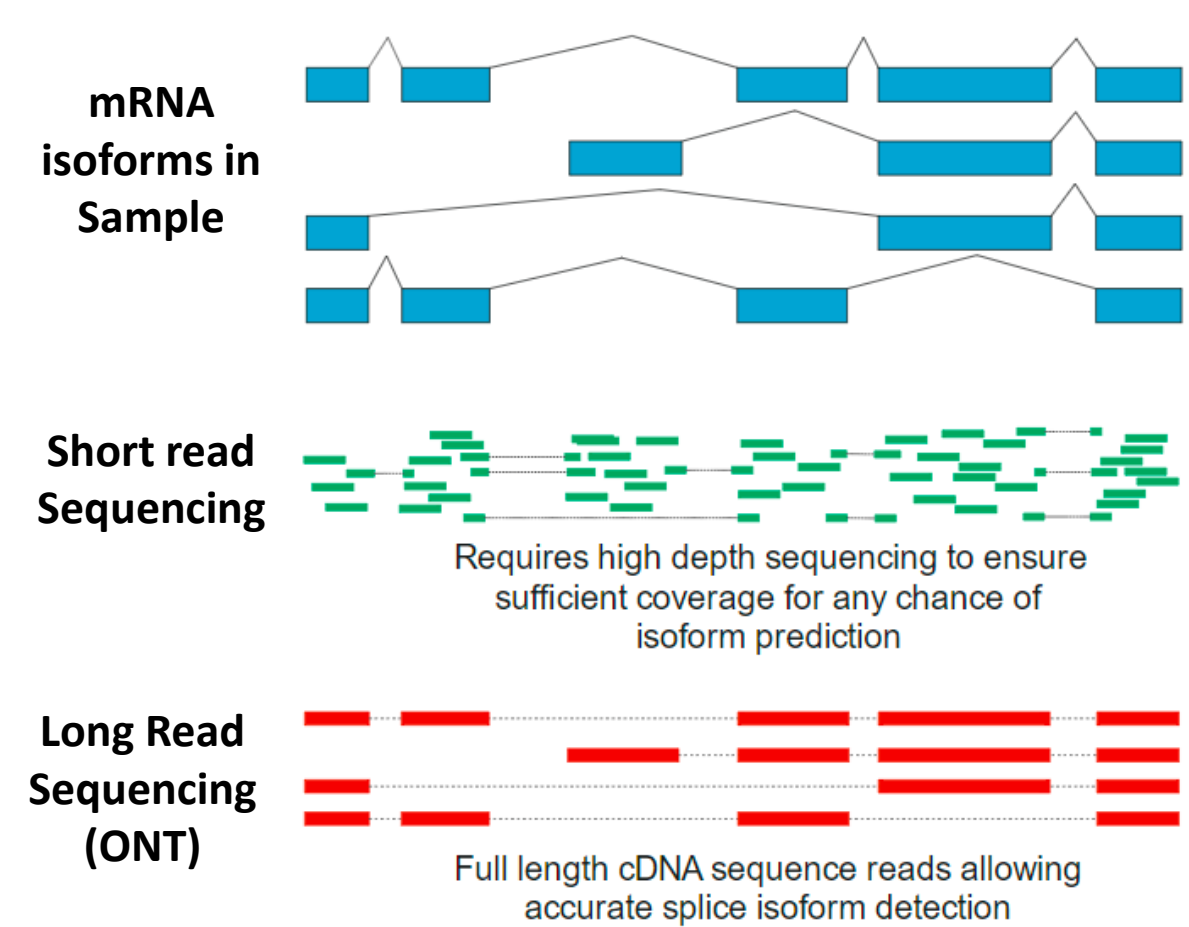 mRNA
isoforms in
Sample
Short read
Sequencing
Requires high depth sequencing to ensure
sufficient coverage for any chance of
isoform prediction
Long Read
Sequencing
(ONT)
Full length cDNA sequence reads allowing
accurate splice isoform detection